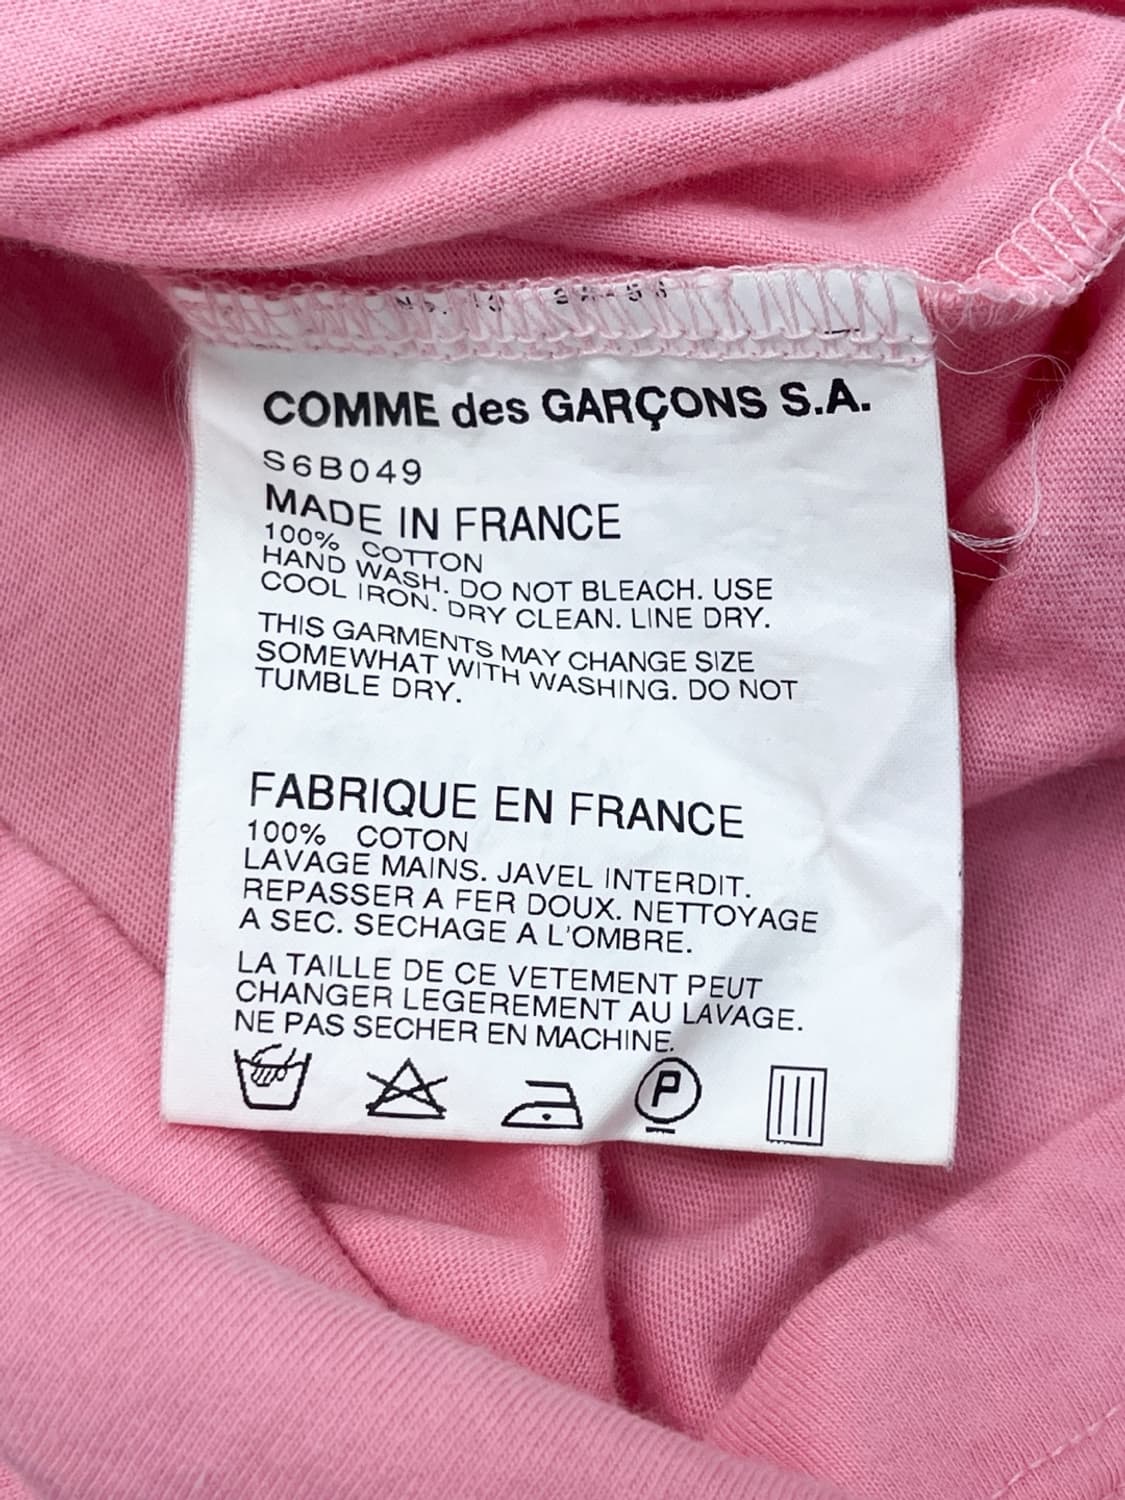 COMME des GARÇONS S.A.
S6B049
MADE IN FRANCE
100% COTTON
HAND WASH. DO NOT BLEACH. USE
COOL IRON. DRY CLEAN. LINE DRY.
THIS GARMENTS MAY CHANGE SIZE
SOMEWHAT WITH WASHING. DO NOT
TUMBLE DRY.
FABRIQUE EN FRANCE
100% COTON
LAVAGE MAINS. JAVEL INTERDIT.
REPASSER A FER DOUX. NETTOYAGE
A SEC. SECHAGE A L'OMBRE.
LA TAILLE DE CE VETEMENT PEUT
CHANGER LEGEREMENT AU LAVAGE.
NE PAS SECHER EN MACHINE.
P